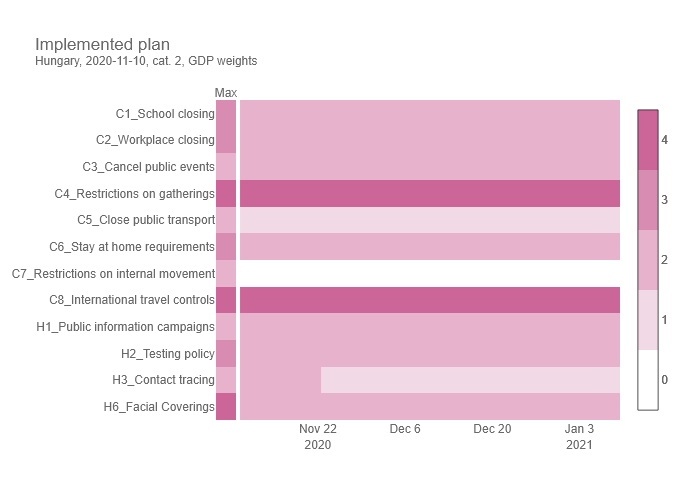 Implemented plan
Hungary, 2020-11-10, cat. 2, GDP weights
Max
C1_School closing
C2_Workplace closing
C3_Cancel public events
C4_Restrictions on gatherings
C5_Close public transport
C6_Stay at home requirements
C7_Restrictions on internal movement
C8_International travel controls
H1_Public information campaigns
H2_Testing policy
H3_Contact tracing
H6_Facial Coverings
4
3
2
1
0
Nov 22 Dec 6 Dec 20 Jan 3
2020 2021